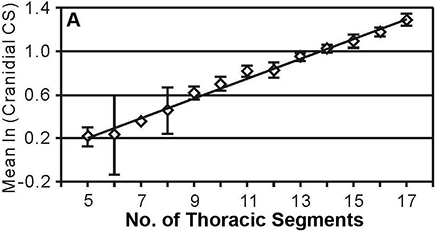 A
Mean ln (Cranidial CS)
1.4
1.0
0.6
0.2
-0.2
5 7 9 11 13 15 17
No. of Thoracic Segments